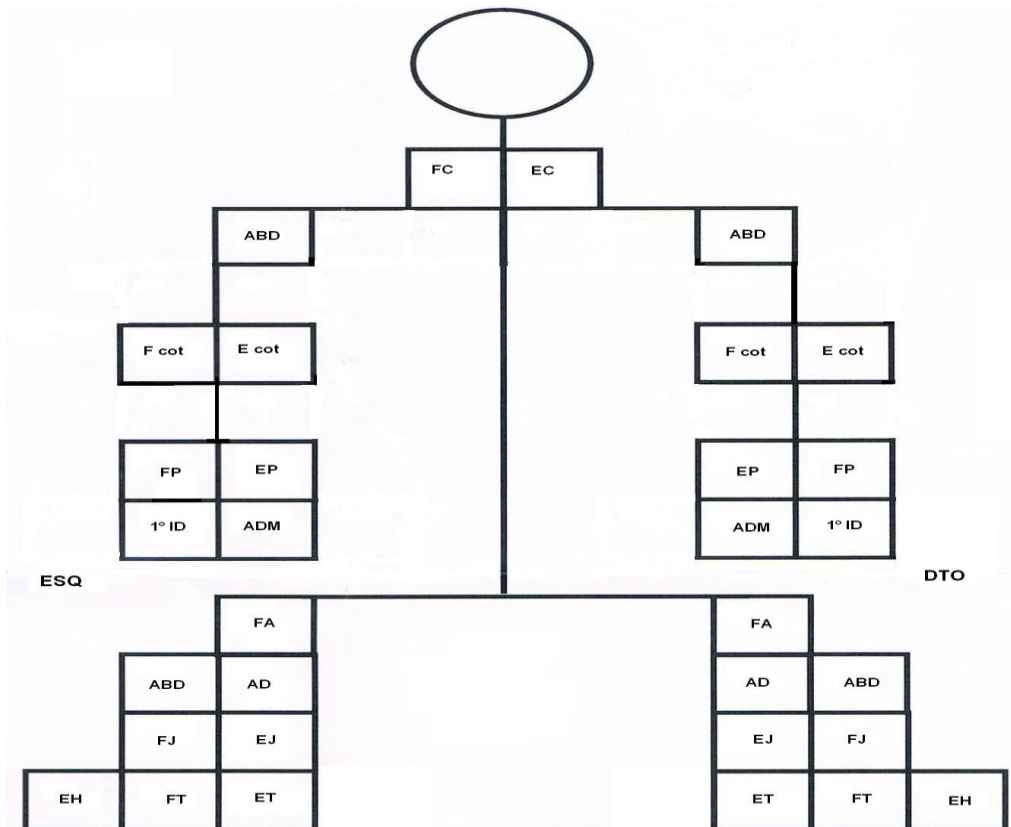 FC EC
ABD ABD
F cot E cot F cot E cot
FP EP EP FP
1º ID ADM ADM 1º ID
ESQ DTO
FA FA
ABD AD AD ABD
FJ EJ EJ FJ
EH FT ET ET FT EH